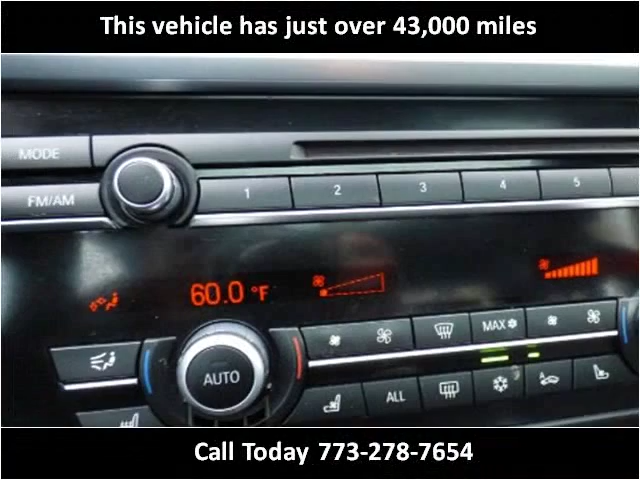 This vehicle has just over 43,000 miles
MODE
FM/AM
1 2 3 4 5
60.0 °F
MAX
AUTO
ALL
Call Today 773-278-7654